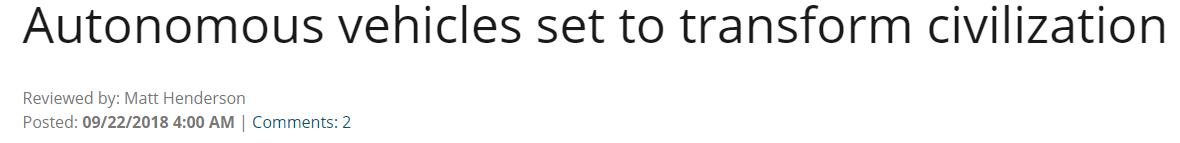 Autonomous vehicles set to transform civilization
Reviewed by: Matt Henderson
Posted: 09/22/2018 4:00 AM | Comments: 2